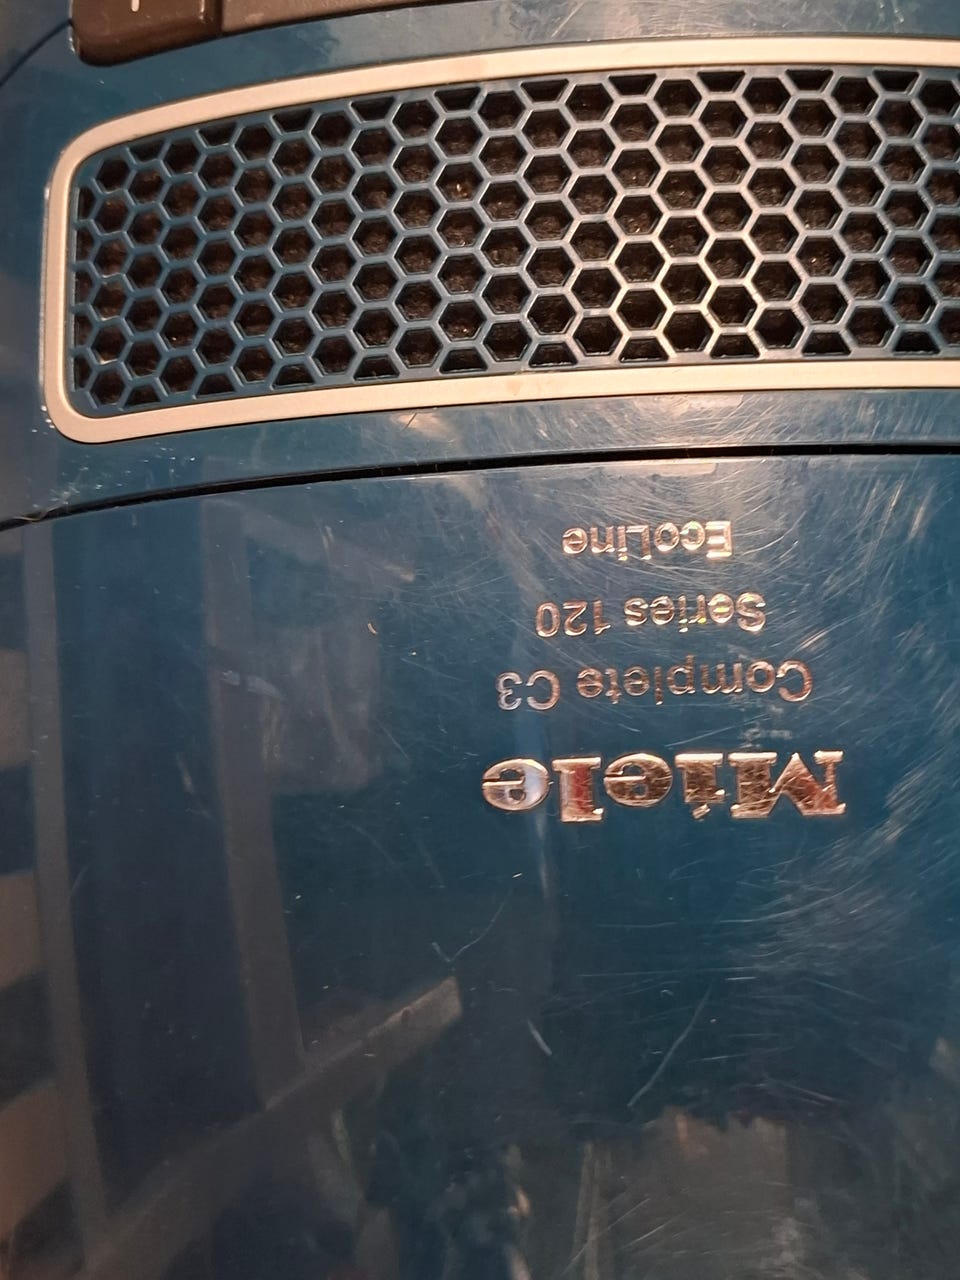 Miele
Complete C3
Series 120
EcoLine